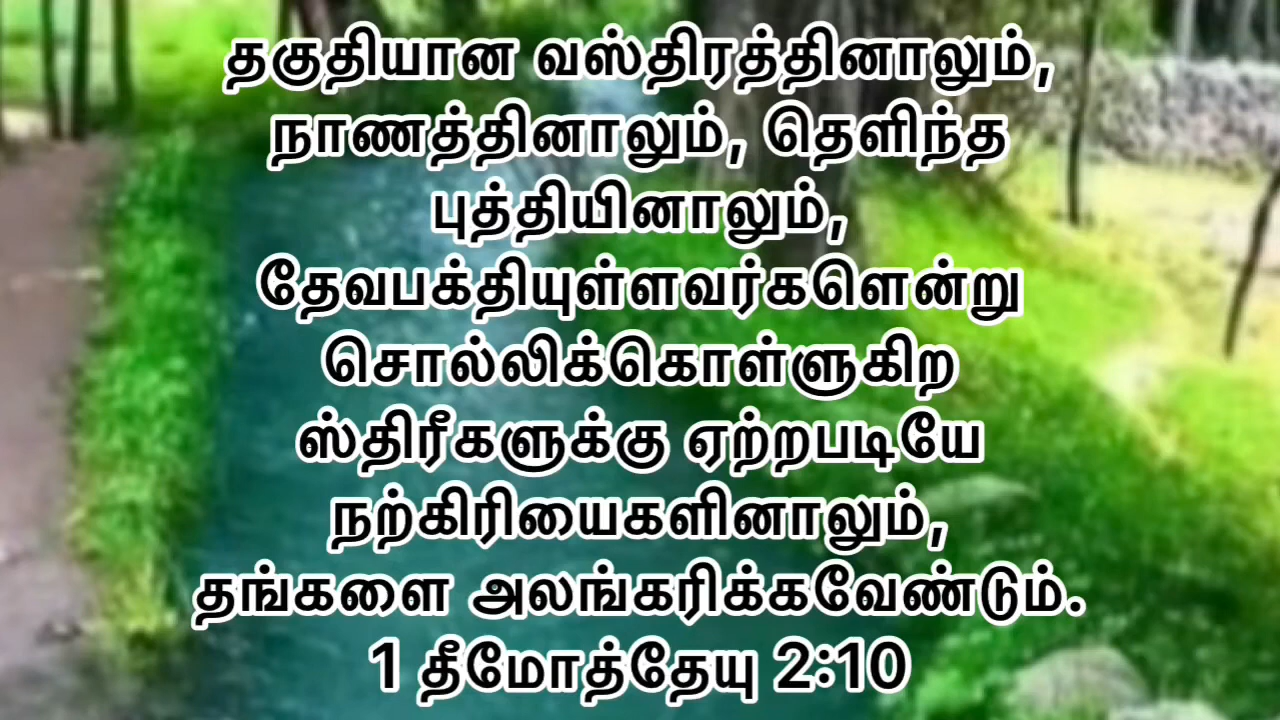 தகுதியான வஸ்திரத்தினாலும்,
நாணத்தினாலும், தெளிந்த
புத்தியினாலும்,
தேவபக்தியுள்ளவர்களென்று
சொல்லிக்கொள்ளுகிற
ஸ்திரீகளுக்கு ஏற்றபடியே
நற்கிரியைகளினாலும்,
தங்களை அலங்கரிக்கவேண்டும்.
1 தீமோத்தேயு 2:10